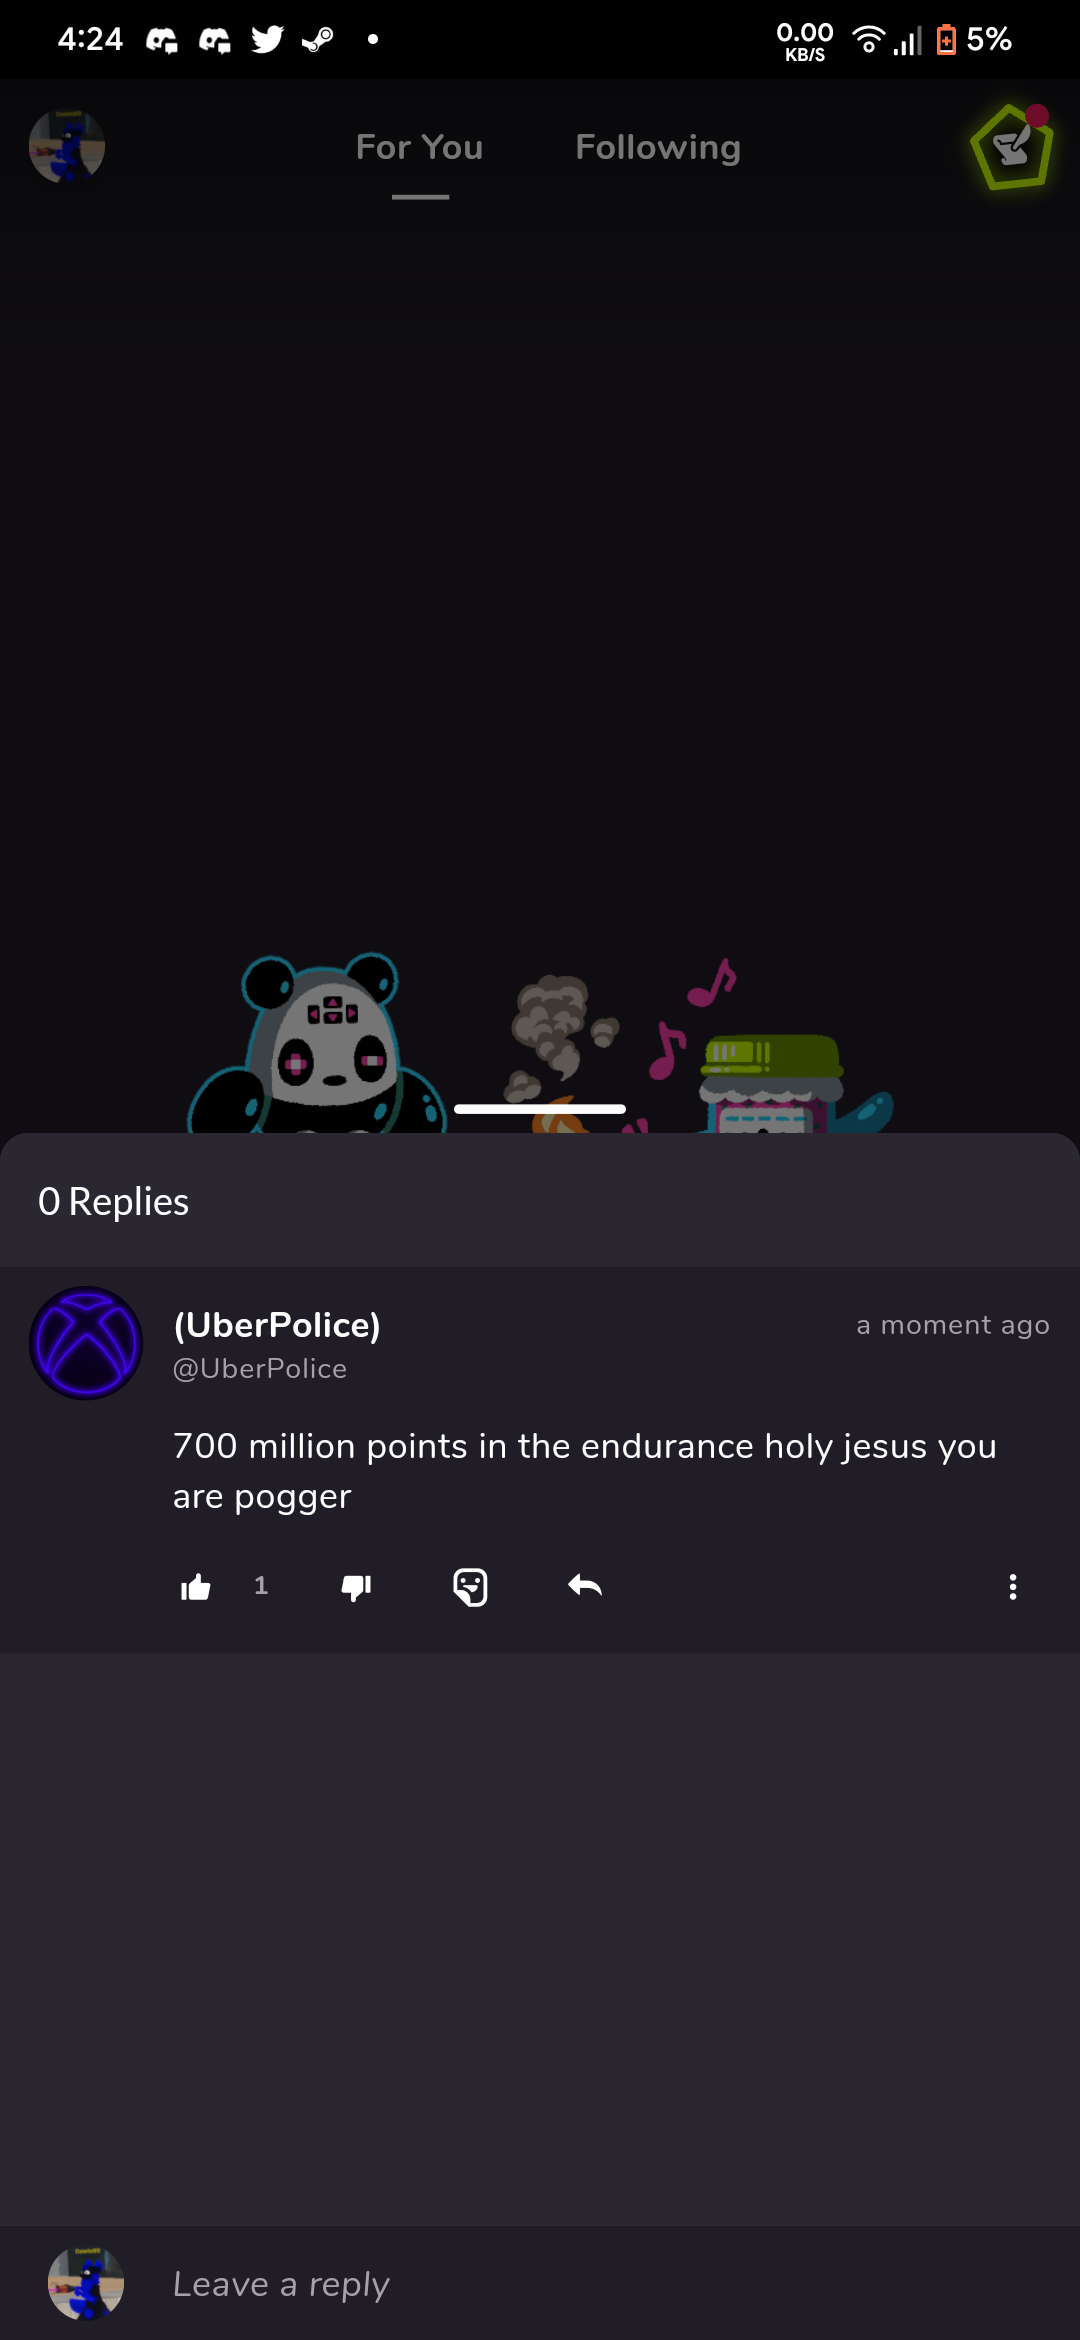 4:24
0.00
KB/S
5%
For You
Following
0 Replies
(UberPolice)
a moment ago
@UberPolice
700 million points in the endurance holy jesus you
are pogger
1
Leave a reply